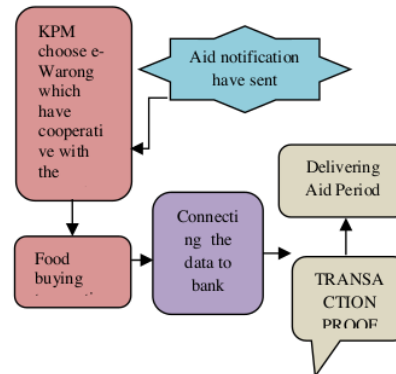 KPM
choose e-
Warong
which
have
cooperati
ve with
the
Aid notification
have sent
Food
buying
Connecti
ng the
data to
bank
Delivering
Aid Period
TRANSA
CTION
PROOF